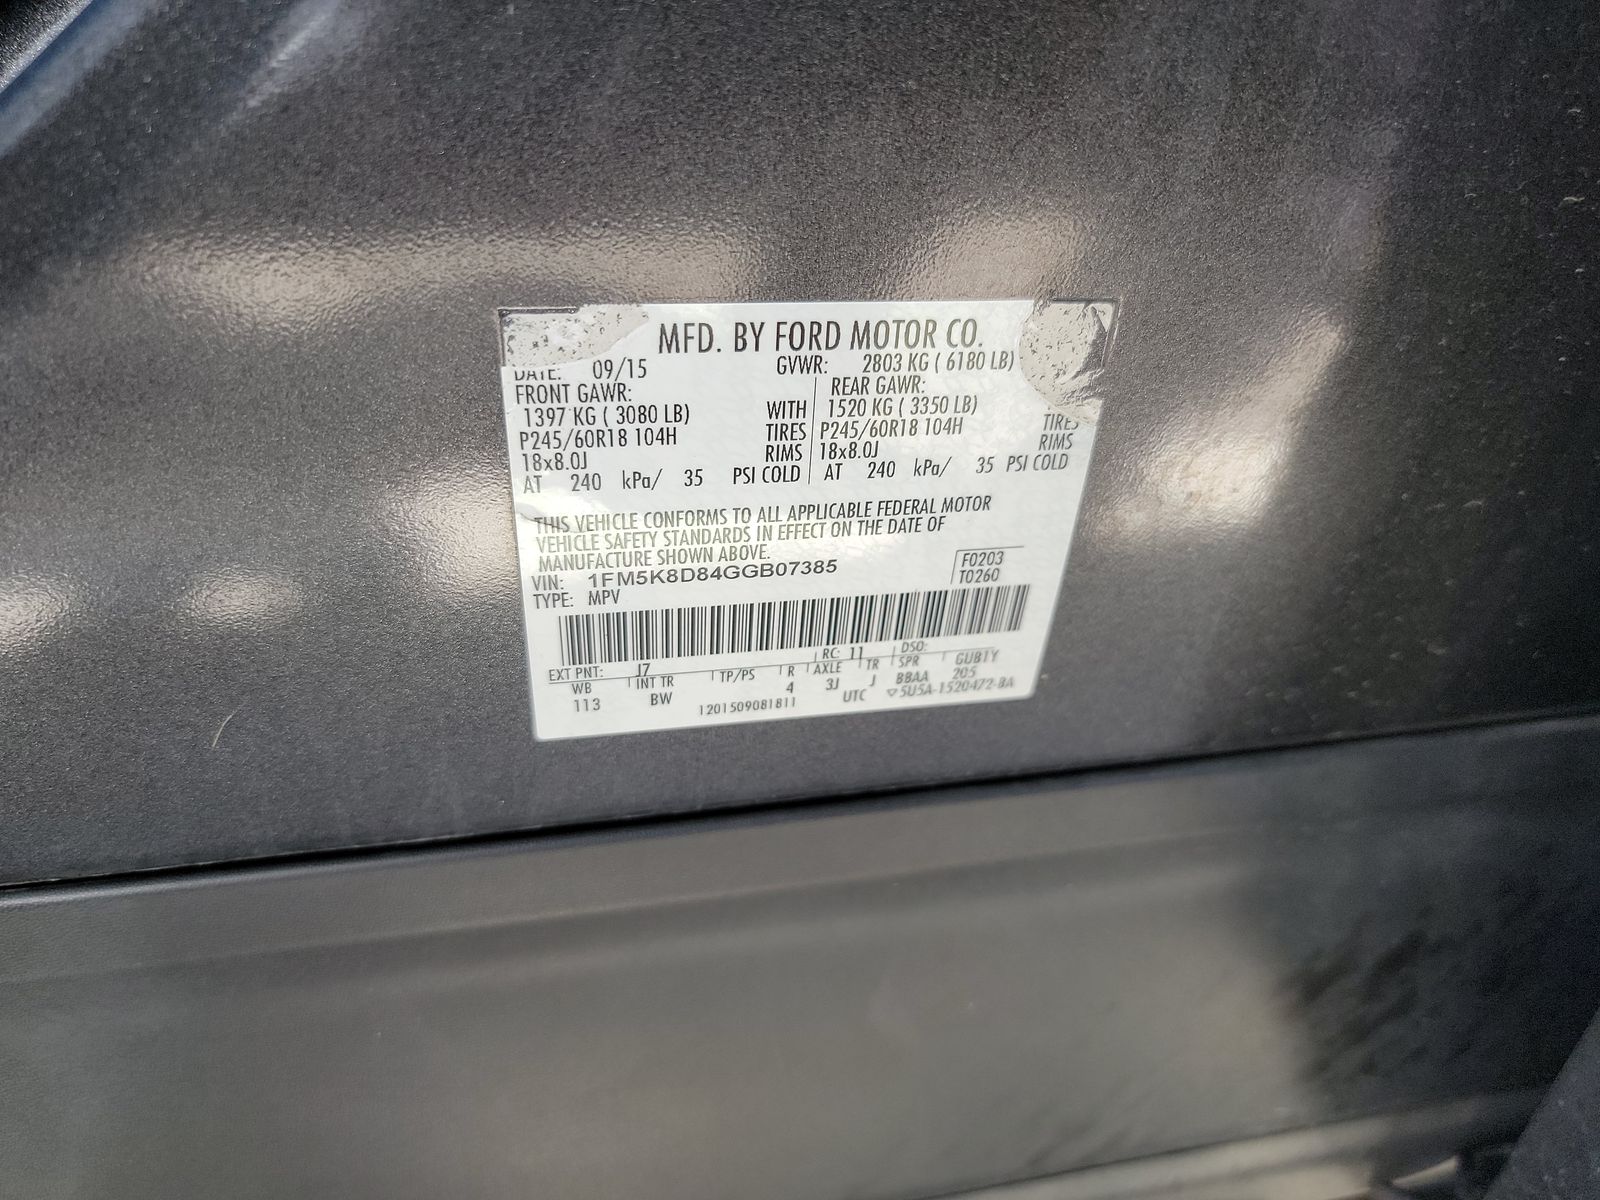 MFD. BY FORD MOTOR CO.
DATE: 09/15 GVWR: 2803 KG ( 6180 LB)
FRONT GAWR: REAR GAWR:
1397 KG ( 3080 LB) WITH 1520 KG ( 3350 LB)
P245/60R18 104H TIRES P245/60R18 104H TIRES
18x8.0J RIMS 18x8.0J RIMS
AT 240 kPa/ 35 PSI COLD AT 240 kPa/ 35 PSI COLD
THIS VEHICLE CONFORMS TO ALL APPLICABLE FEDERAL MOTOR
VEHICLE SAFETY STANDARDS IN EFFECT ON THE DATE OF
MANUFACTURE SHOWN ABOVE.
VIN: 1FM5K8D84GGB07385 F0203
TYPE: MPV T0260
EXT PNT: J7 RC: 11 DSO:
WB INT TR TP/PS R AXLE TR SPR GUB1Y
113 BW 4 3J J BBAA 205
1201509081811 UTC ▽5U5A-1520472-BA